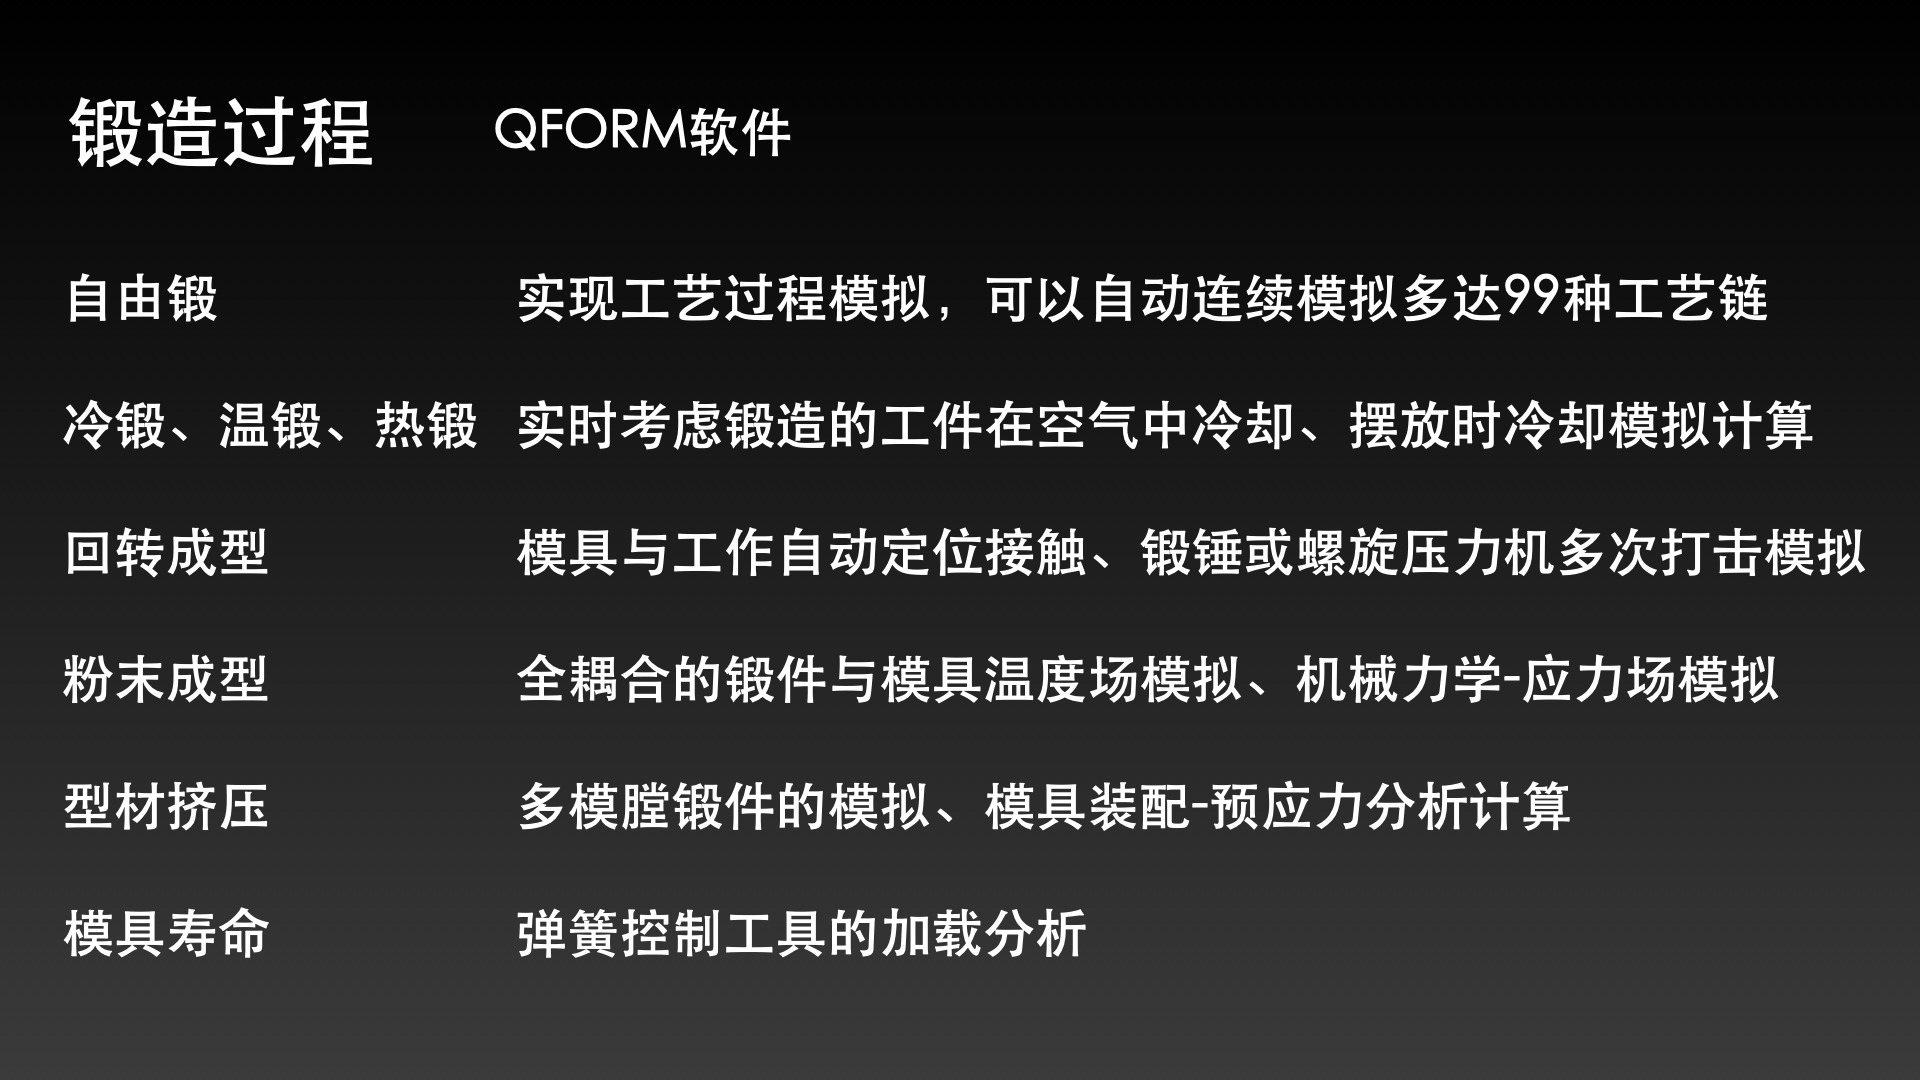 锻造过程 QFORM软件
自由锻 实现工艺过程模拟，可以自动连续模拟多达99种工艺链
冷锻、温锻、热锻 实时考虑锻造的工件在空气中冷却、摆放时冷却模拟计算
回转成型 模具与工作自动定位接触、锻锤或螺旋压力机多次打击模拟
粉末成型 全耦合的锻件与模具温度场模拟、机械力学-应力场模拟
型材挤压 多模膛锻件的模拟、模具装配-预应力分析计算
模具寿命 弹簧控制工具的加载分析